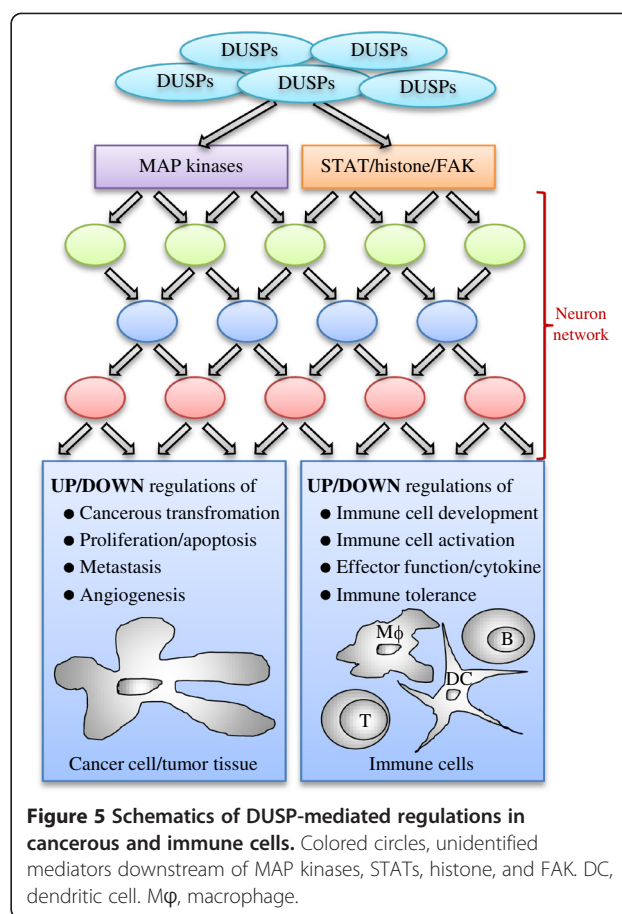 DUSPs DUSPs
DUSPs DUSPs DUSPs
MAP kinases STAT/histone/FAK
Neuron
network
UP/DOWN regulations of
● Cancerous transfromation
● Proliferation/apoptosis
● Metastasis
● Angiogenesis
Cancer cell/tumor tissue
UP/DOWN regulations of
● Immune cell development
● Immune cell activation
● Effector function/cytokine
● Immune tolerance
Mϕ
B
DC
T
Immune cells
Figure 5 Schematics of DUSP-mediated regulations in
cancerous and immune cells. Colored circles, unidentified
mediators downstream of MAP kinases, STATs, histone, and FAK. DC,
dendritic cell. Mφ, macrophage.